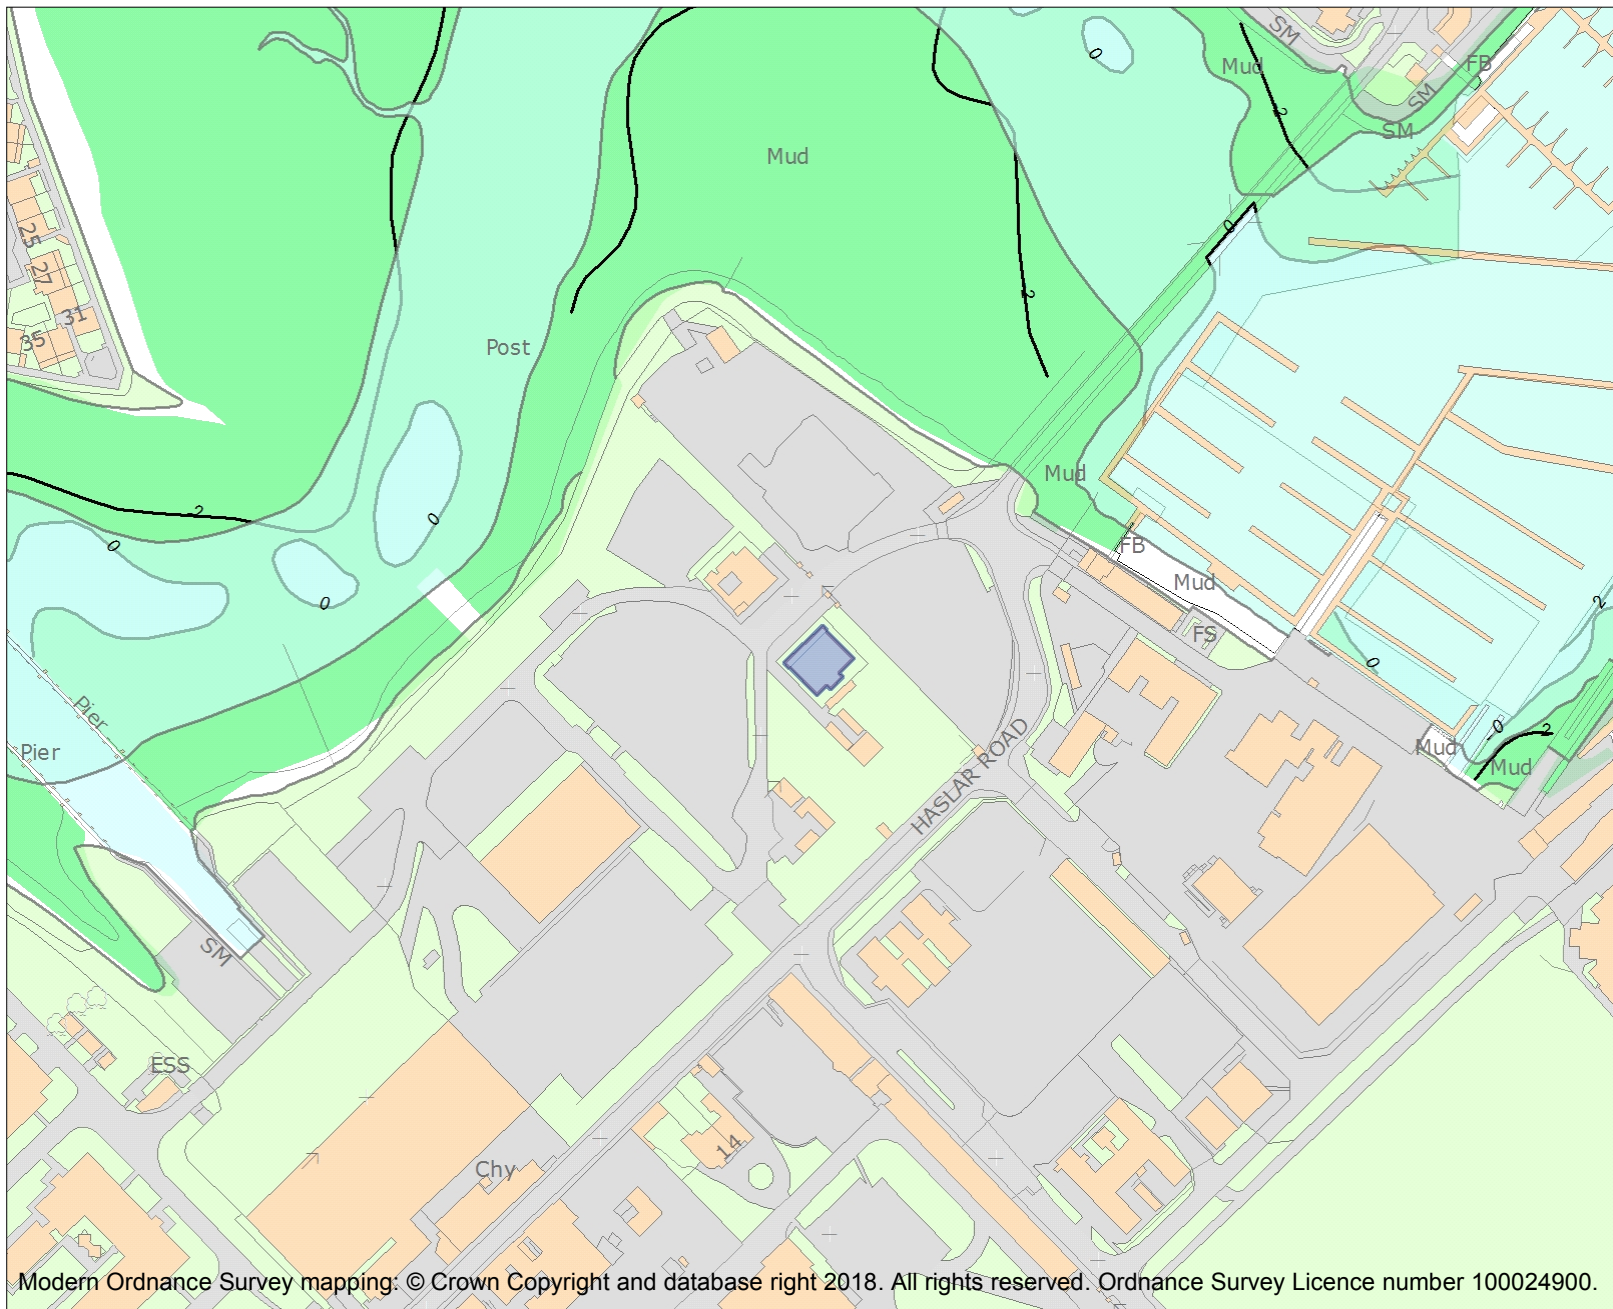 SM
Mud
FB
0
SM
2
SM
Mud
25
27
0
2
31
35
Post
Mud
2
0
0
FB
Mud
0
2
FS
0
Pier
0
2
Pier
Mud
Mud
HASLAR ROAD
SM
ESS
14
Chy
Modern Ordnance Survey mapping: © Crown Copyright and database right 2018. All rights reserved. Ordnance Survey Licence number 100024900.